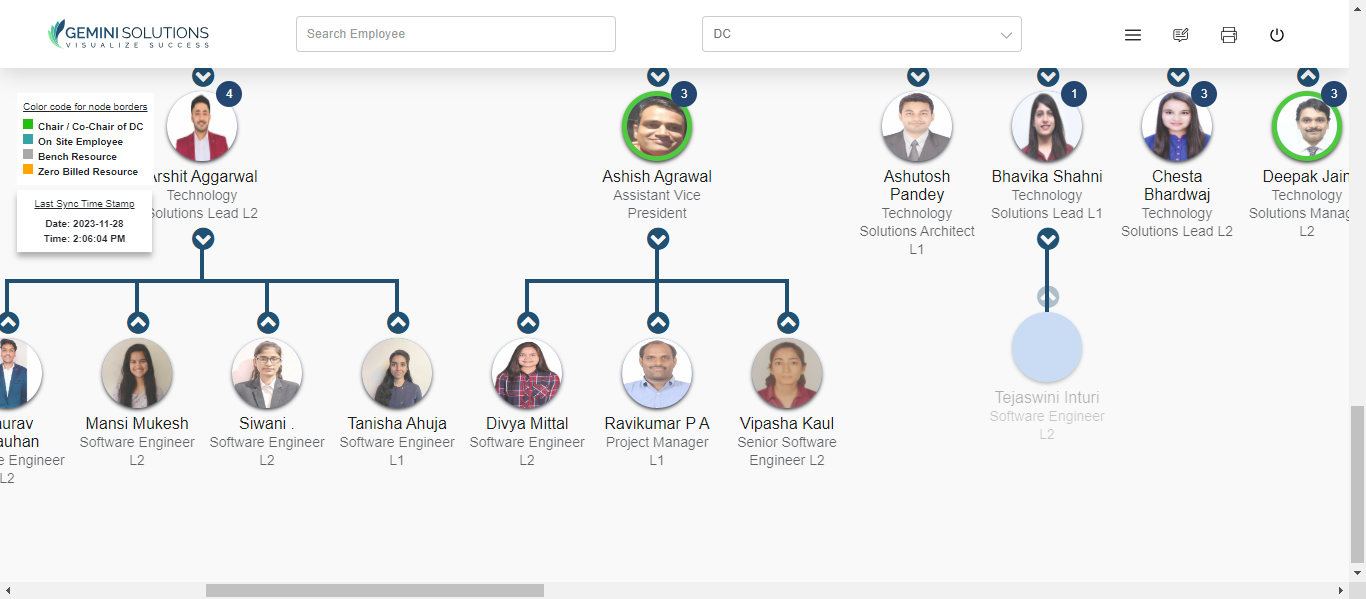 GEMINI SOLUTIONS
VISUALIZE SUCCESS
Search Employee
DC
Color code for node borders
Chair / Co-Chair of DC
On Site Employee
Bench Resource
Zero Billed Resource
Last Sync Time Stamp
Date: 2023-11-28
Time: 2:06:04 PM
4
Arshit Aggarwal
Technology
Solutions Lead L2
3
Ashish Agrawal
Assistant Vice
President
Ashutosh
Pandey
Technology
Solutions Architect
L1
1
Bhavika Shahni
Technology
Solutions Lead L1
3
Chesta
Bhardwaj
Technology
Solutions Lead L2
3
Deepak Jain
Technology
Solutions Manag
L2
urav
auhan
e Engineer
L2
Mansi Mukesh
Software Engineer
L2
Siwani .
Software Engineer
L2
Tanisha Ahuja
Software Engineer
L1
Divya Mittal
Software Engineer
L2
Ravikumar P A
Project Manager
L1
Vipasha Kaul
Senior Software
Engineer L2
Tejaswini Inturi
Software Engineer
L2